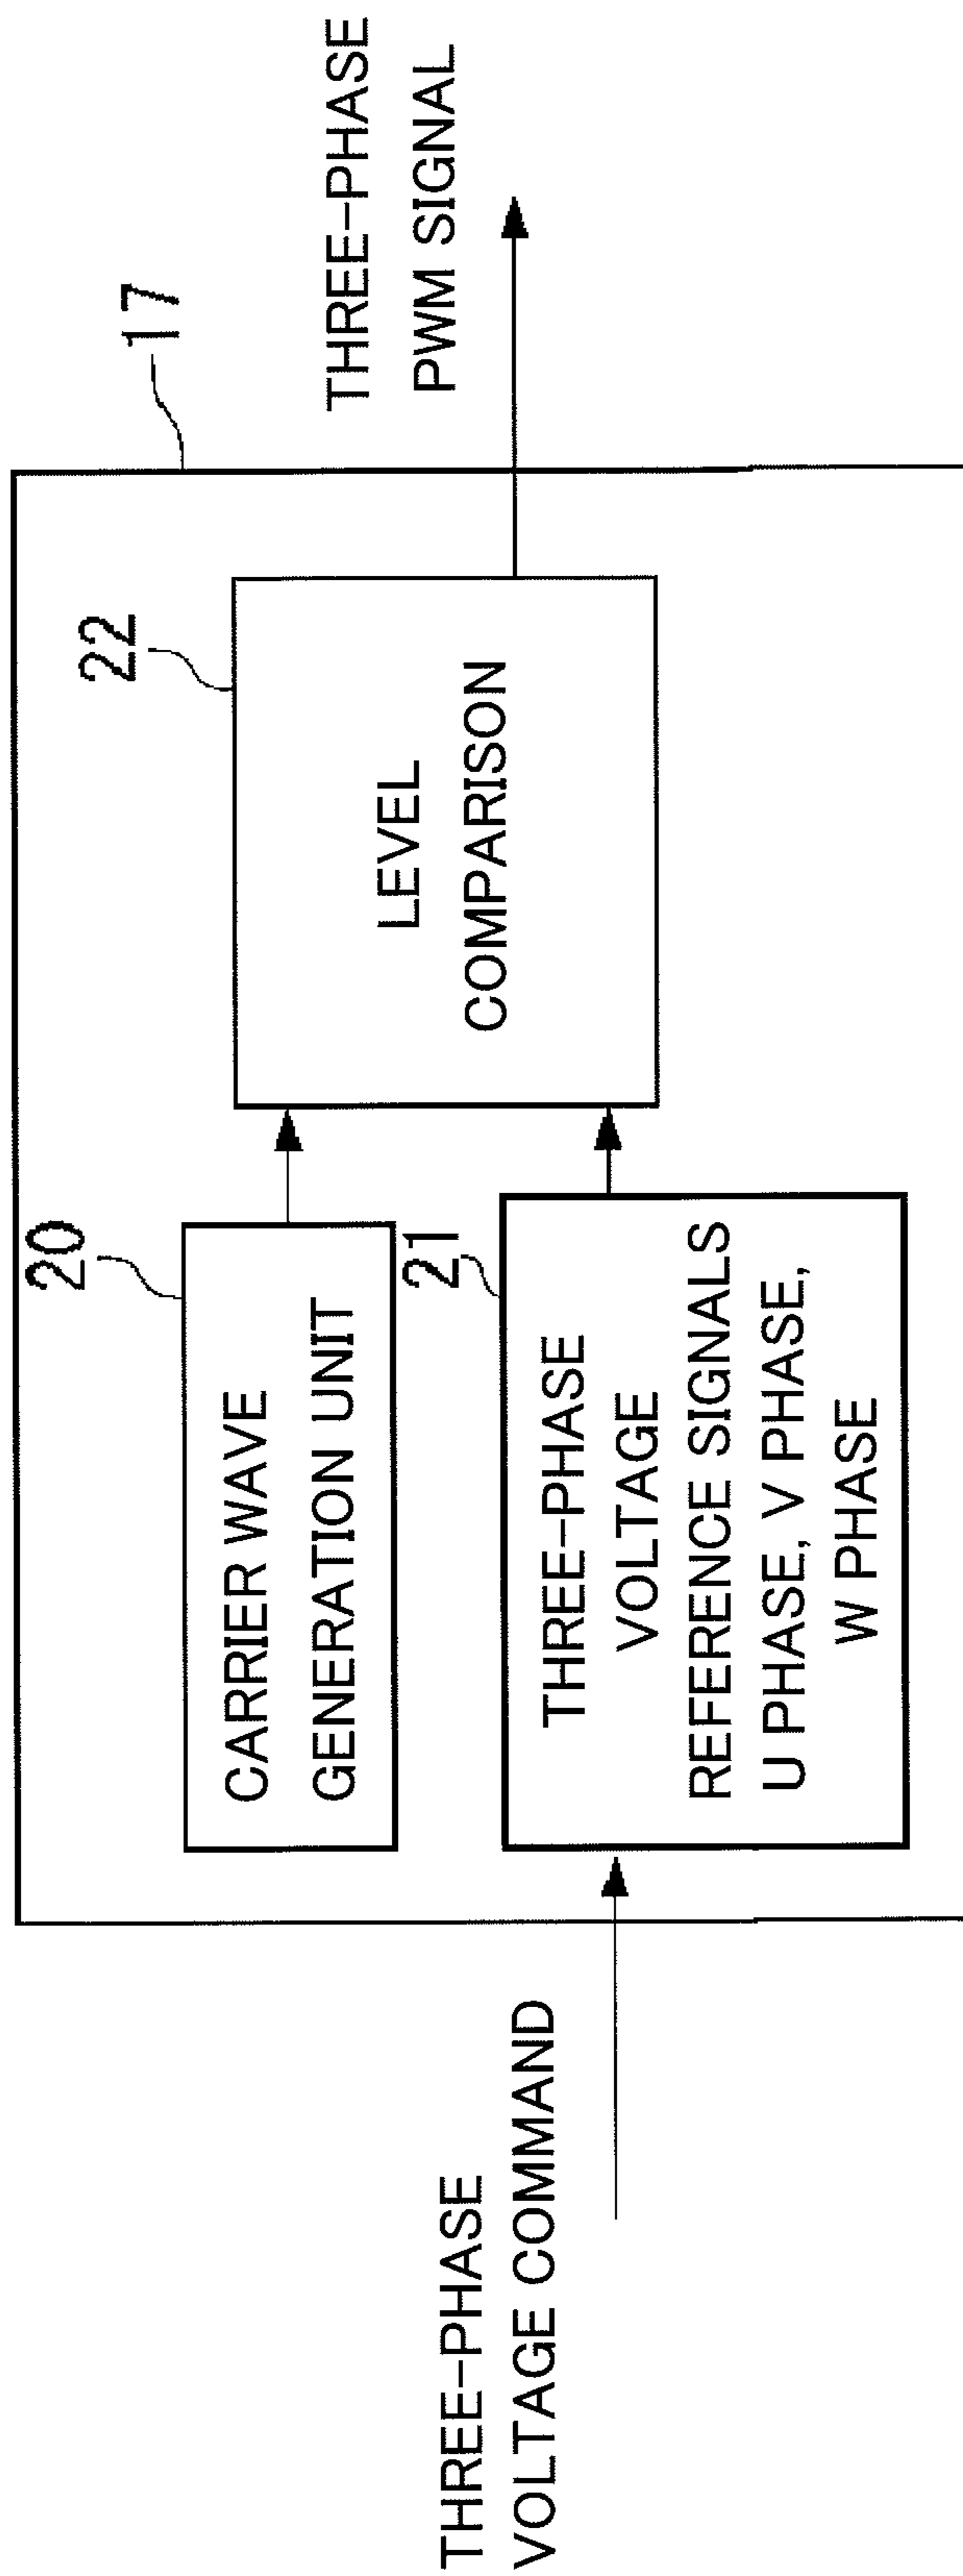 THREE-PHASE
VOLTAGE COMMAND
20
CARRIER WAVE
GENERATION UNIT
21
THREE-PHASE
VOLTAGE
REFERENCE SIGNALS
U PHASE, V PHASE,
W PHASE
22
LEVEL
COMPARISON
17
THREE-PHASE
PWM SIGNAL